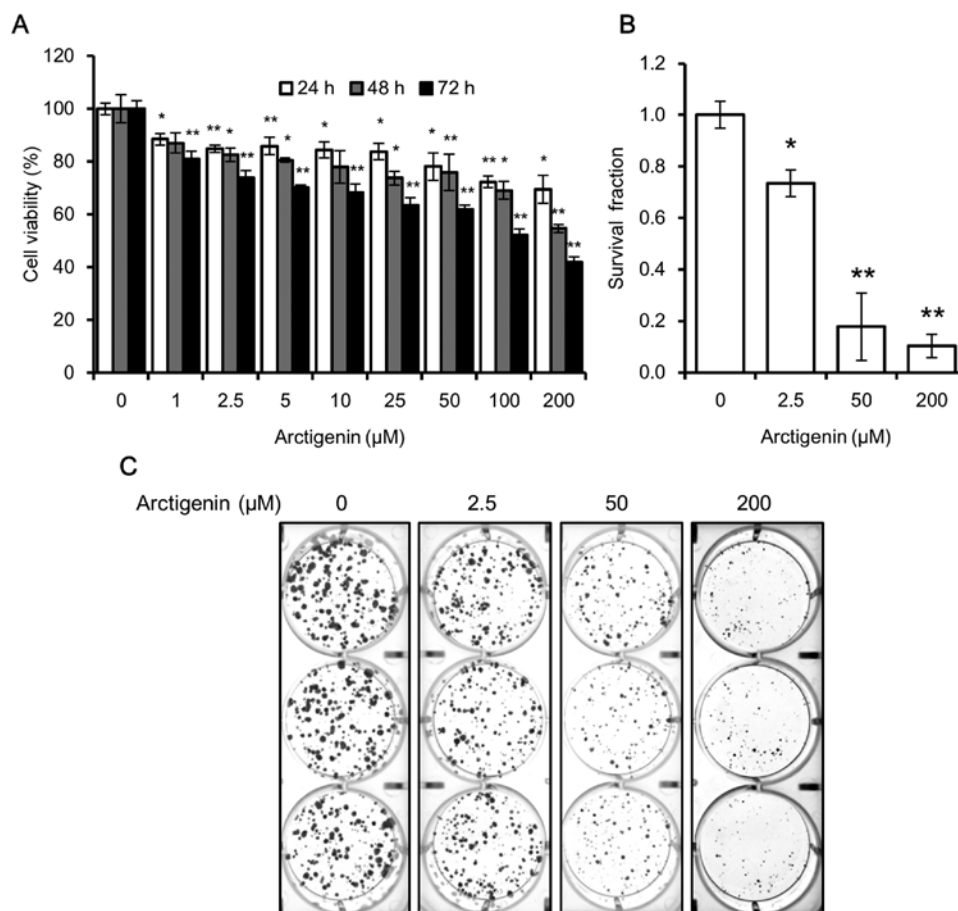 A
120
100
80
60
40
20
0
Cell viability (%)
24 h 48 h 72 h
* ** ** * ** ** * ** * ** * * ** * ** ** ** * ** * ** **
0 1 2.5 5 10 25 50 100 200
Arctigenin (µM)
B
1.2
1.0
0.8
0.6
0.4
0.2
0.0
Survival fraction
* ** **
0 2.5 50 200
Arctigenin (µM)
C
Arctigenin (µM) 0 2.5 50 200